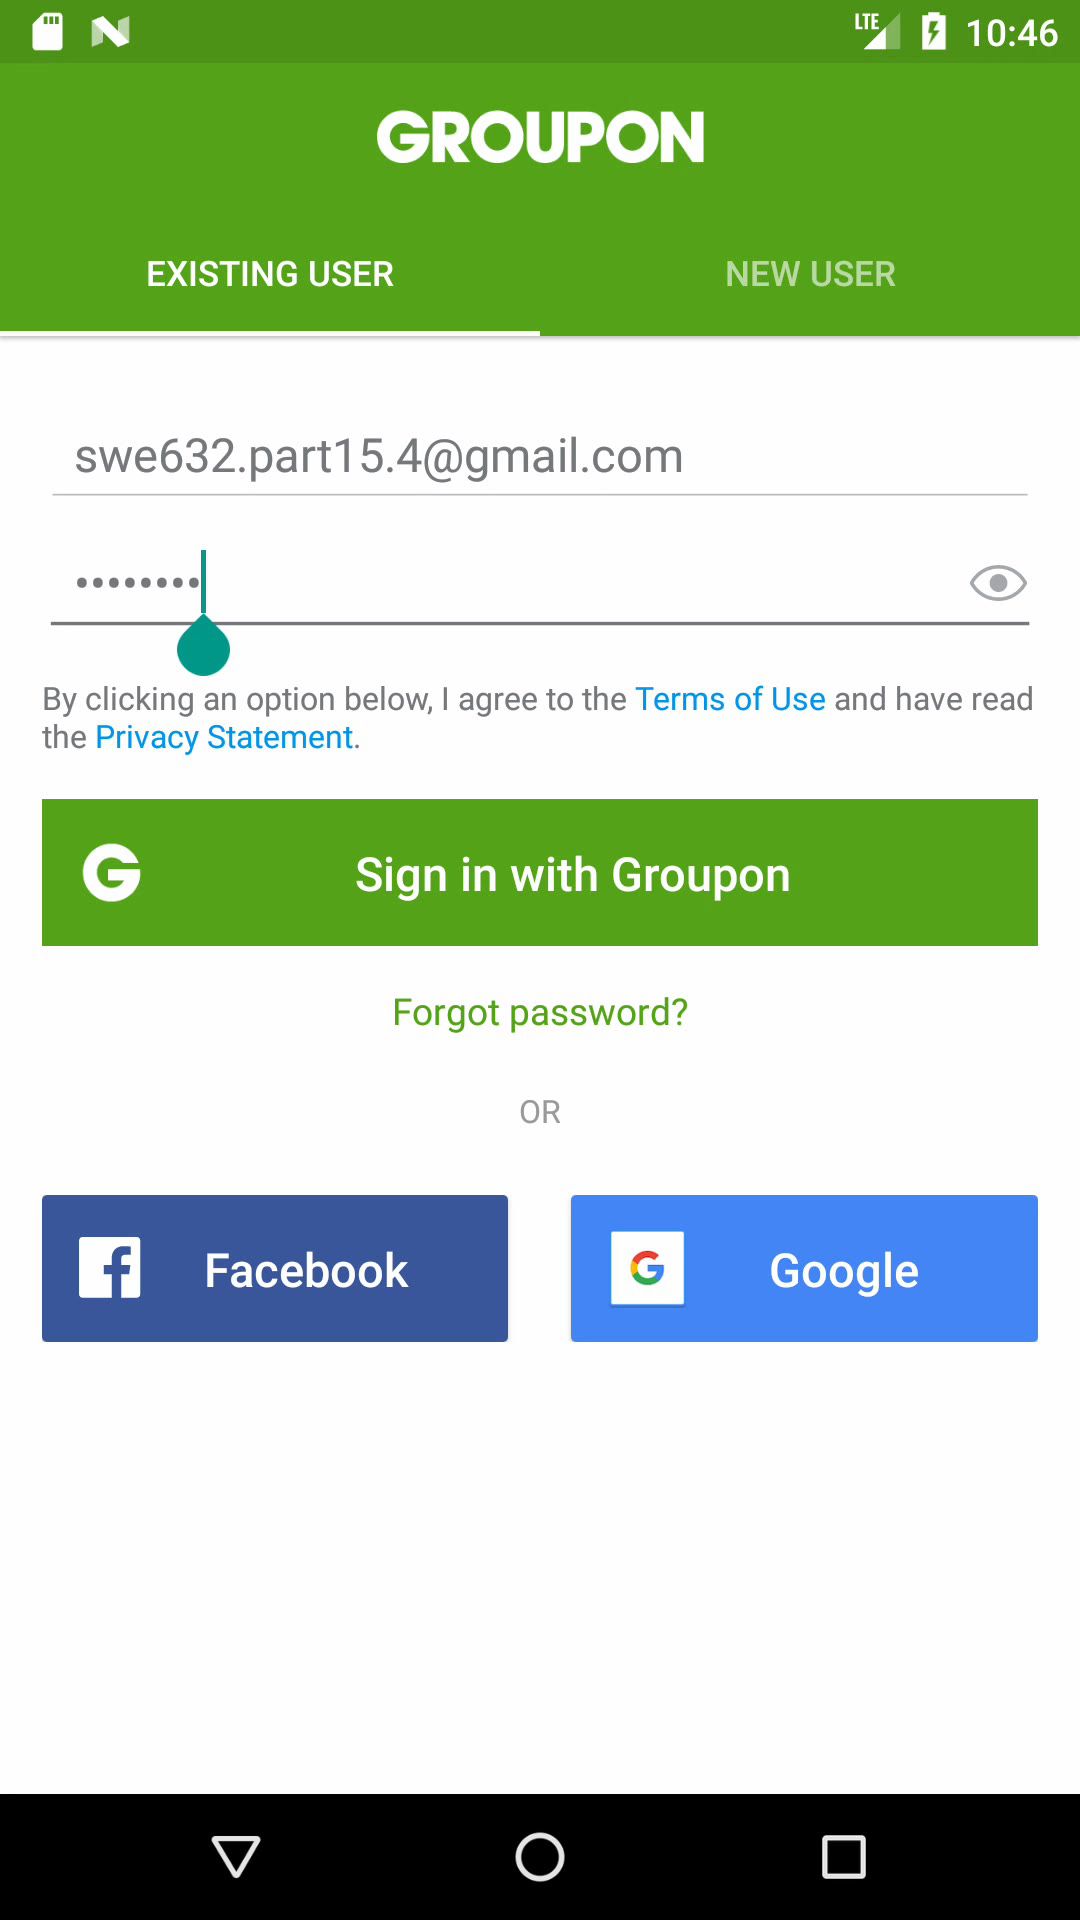 LTE 10:46
GROUPON
EXISTING USER
NEW USER
swe632.part15.4@gmail.com
••••••••
By clicking an option below, I agree to the Terms of Use and have read
the Privacy Statement.
Sign in with Groupon
Forgot password?
OR
Facebook
Google